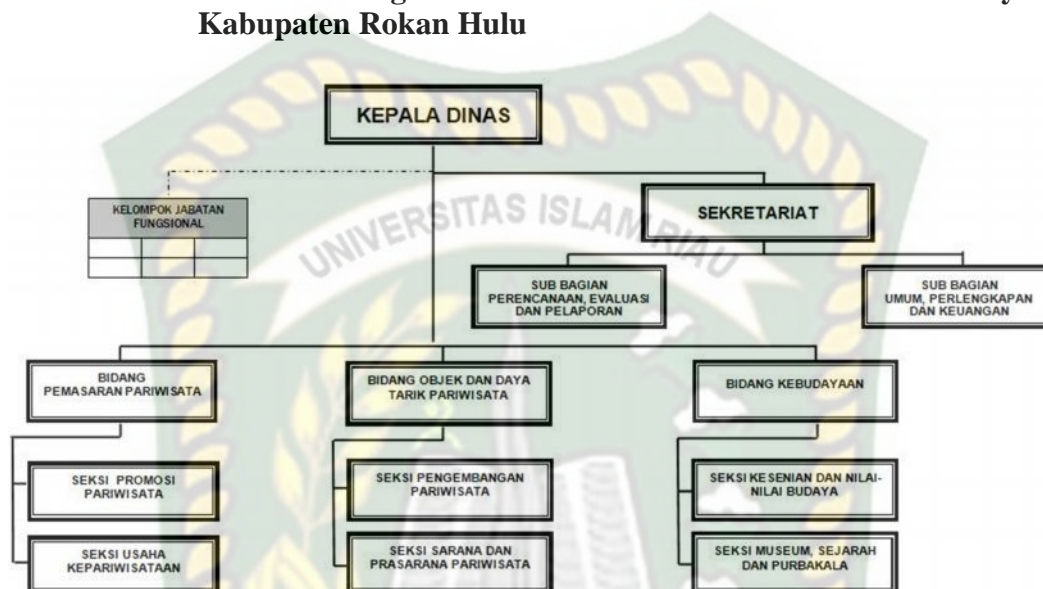 Kabupaten Rokan Hulu
KEPALA DINAS
KELOMPOK JABATAN
FUNGSIONAL
UNIVERSITAS ISLAM RIAU
SEKRETARIAT
SUB BAGIAN
PERENCANAAN, EVALUASI
DAN PELAPORAN
SUB BAGIAN
UMUM, PERLENGKAPAN
DAN KEUANGAN
BIDANG
PEMASARAN PARIWISATA
BIDANG OBJEK DAN DAYA
TARIK PARIWISATA
BIDANG KEBUDAYAAN
SEKSI PROMOSI
PARIWISATA
SEKSI PENGEMBANGAN
PARIWISATA
SEKSI KESENIAN DAN NILAI-
NILAI BUDAYA
SEKSI USAHA
KEPARIWISATAAN
SEKSI SARANA DAN
PRASARANA PARIWISATA
SEKSI MUSEUM, SEJARAH
DAN PURBAKALA